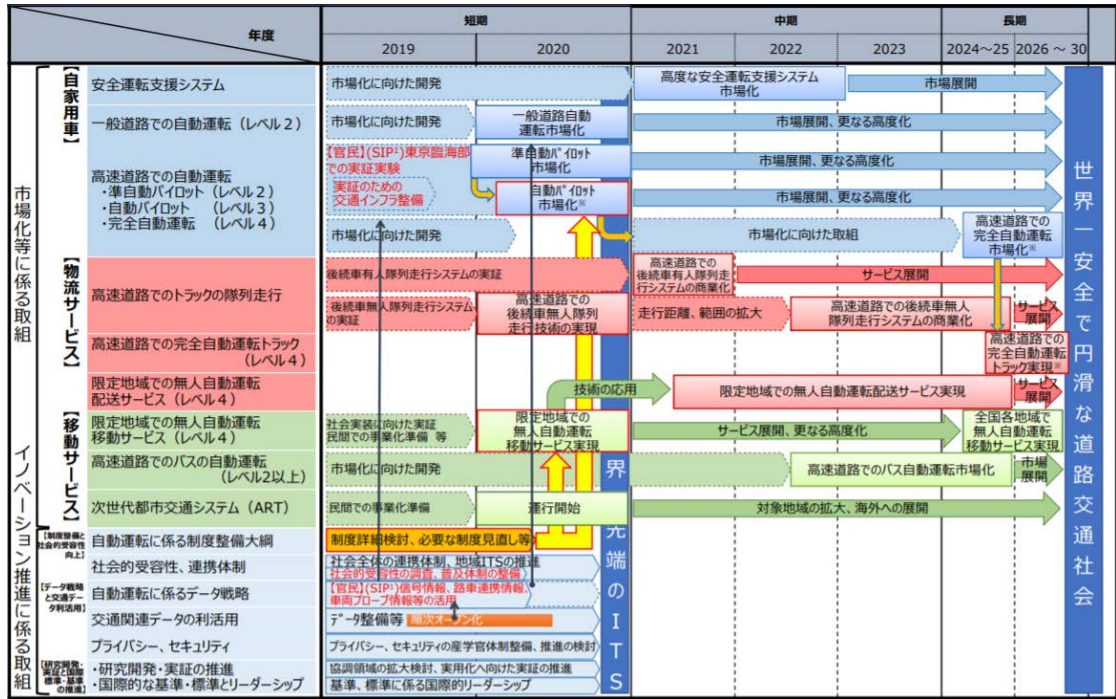 年度
短期
中期
長期
2019
2020
2021
2022
2023
2024～25
2026 ～ 30
市場化等に係る取組
イノベーション推進に係る取組
【自家用車】
安全運転支援システム
市場化に向けた開発
高度な安全運転支援システム
市場化
市場展開
一般道路での自動運転（レベル２）
市場化に向けた開発
一般道路自動
運転市場化
市場展開、更なる高度化
高速道路での自動運転
・準自動パイロット（レベル２）
・自動パイロット （レベル３）
・完全自動運転 （レベル４）
【官民】(SIP¹)東京臨海部
での実証実験
実証のための
交通インフラ整備
準自動ﾊﾟｲﾛｯﾄ
市場化
市場展開、更なる高度化
自動ﾊﾟｲﾛｯﾄ
市場化※
市場展開、更なる高度化
市場化に向けた開発
市場化に向けた取組
高速道路での
完全自動運転
市場化※
【物流サービス】
高速道路でのトラックの隊列走行
後続車有人隊列走行システムの実証
高速道路での
後続車有人隊列走
行システムの商業化
サービス展開
後続車無人隊列走行システム
の実証
高速道路での
後続車無人隊列
走行技術の実現
走行距離、範囲の拡大
高速道路での後続車無人
隊列走行システムの商業化
サービス
展開
高速道路での完全自動運転トラック
（レベル４）
高速道路での
完全自動運転
トラック実現※
限定地域での無人自動運転
配送サービス（レベル４）
技術の応用
限定地域での無人自動運転配送サービス実現
サービス
展開
【移動サービス】
限定地域での無人自動運転
移動サービス（レベル４）
社会実装に向けた実証
民間での事業化準備 等
限定地域での
無人自動運転
移動サービス実現
サービス展開、更なる高度化
全国各地域で
無人自動運転
移動サービス実現
高速道路でのバスの自動運転
（レベル2以上）
市場化に向けた開発
高速道路でのバス自動運転市場化
市場
展開
次世代都市交通システム（ART）
民間での事業化準備
運行開始
対象地域の拡大、海外への展開
【制度整備と
社会的受容性
向上】
自動運転に係る制度整備大綱
制度詳細検討、必要な制度見直し等
社会的受容性、連携体制
社会全体の連携体制、地域ITSの推進
社会的受容性の調査、普及体制の整備
【データ戦略
と交通デー
タ利活用】
自動運転に係るデータ戦略
【官民】(SIP¹)信号情報、路車連携情報、
車両プローブ情報等の活用
交通関連データの利活用
ﾃﾞｰﾀ整備等
順次オープン化
プライバシー、セキュリティ
プライバシー、セキュリティの産学官体制整備、推進の検討
【研究開発・
実証と国際
標準・基準
の推進】
・研究開発・実証の推進
・国際的な基準・標準とリーダーシップ
協調領域の拡大検討、実用化へ向けた実証の推進
基準、標準に係る国際的リーダーシップ
界
先端のＩＴＳ
世界一安全で円滑な道路交通社会